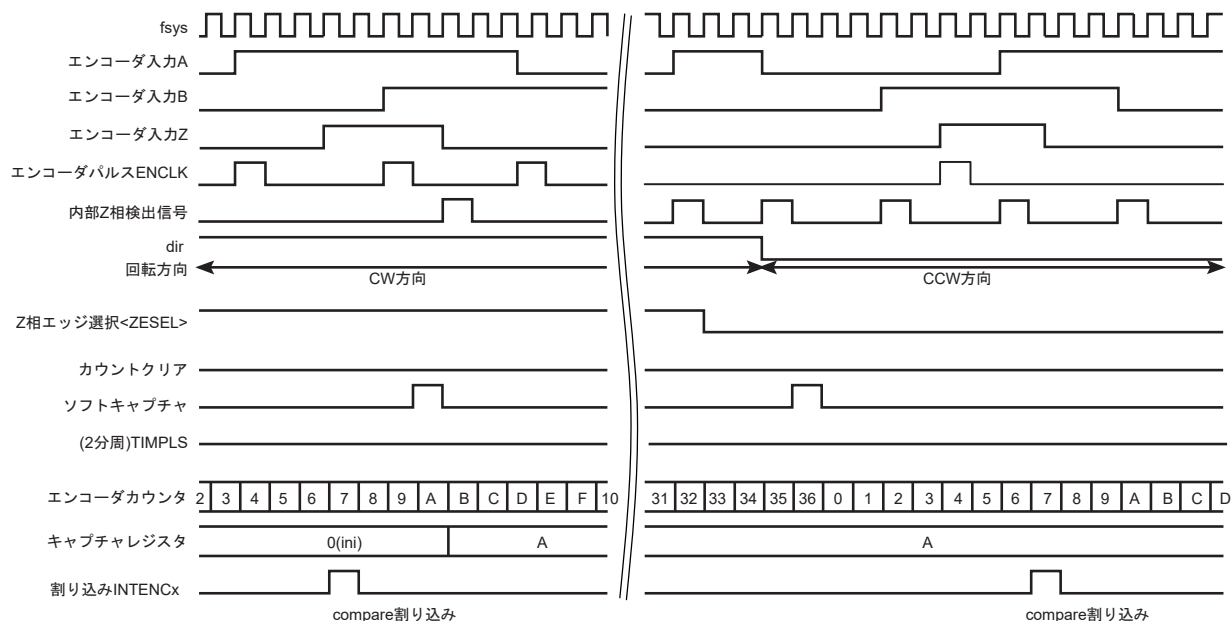 fsys
エンコーダ入力A
エンコーダ入力B
エンコーダ入力Z
エンコーダパルスENCLK
内部Z相検出信号
dir
回転方向
CW方向
CCW方向
Z相エッジ選択<ZESEL>
カウントクリア
ソフトキャプチャ
(2分周)TIMPLS
エンコーダカウンタ 2 3 4 5 6 7 8 9 A B C D E F 10 31 32 33 34 35 36 0 1 2 3 4 5 6 7 8 9 A B C D
キャプチャレジスタ 0(ini) A A
割り込みINTENCx
compare割り込み compare割り込み